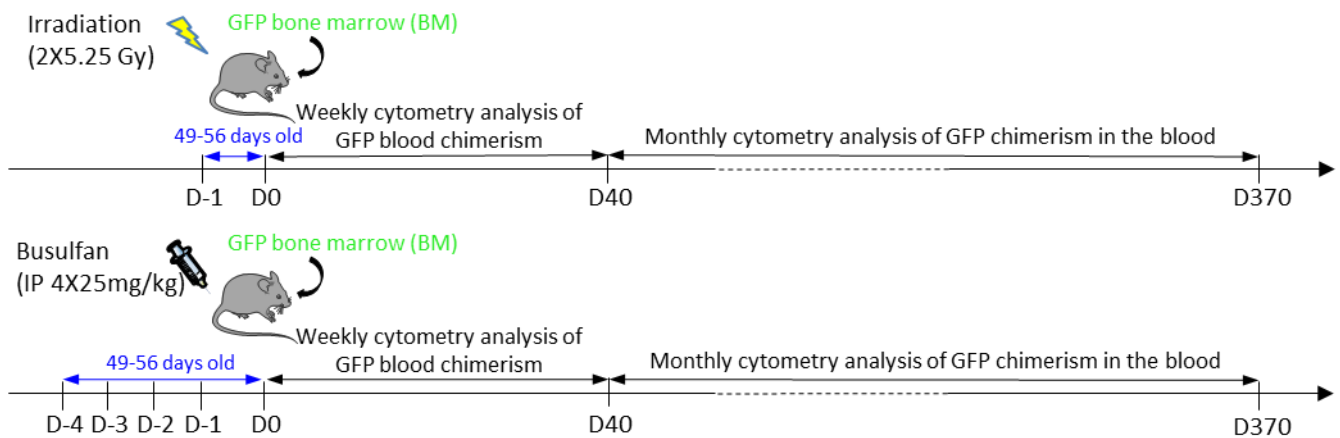 Irradiation
(2X5.25 Gy)
GFP bone marrow (BM)
49-56 days old
Weekly cytometry analysis of
GFP blood chimerism
Monthly cytometry analysis of GFP chimerism in the blood
D-1 D0 D40 D370
Busulfan
(IP 4X25mg/kg)
GFP bone marrow (BM)
49-56 days old
Weekly cytometry analysis of
GFP blood chimerism
Monthly cytometry analysis of GFP chimerism in the blood
D-4 D-3 D-2 D-1 D0 D40 D370